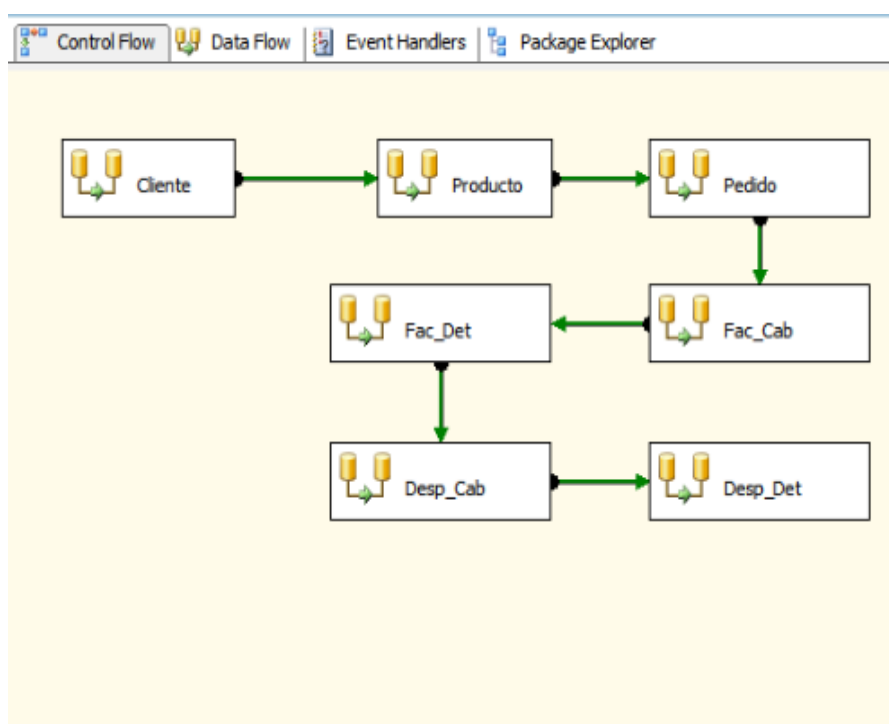 Control Flow Data Flow Event Handlers Package Explorer
Cliente Producto Pedido
Fac_Det Fac_Cab
Desp_Cab Desp_Det